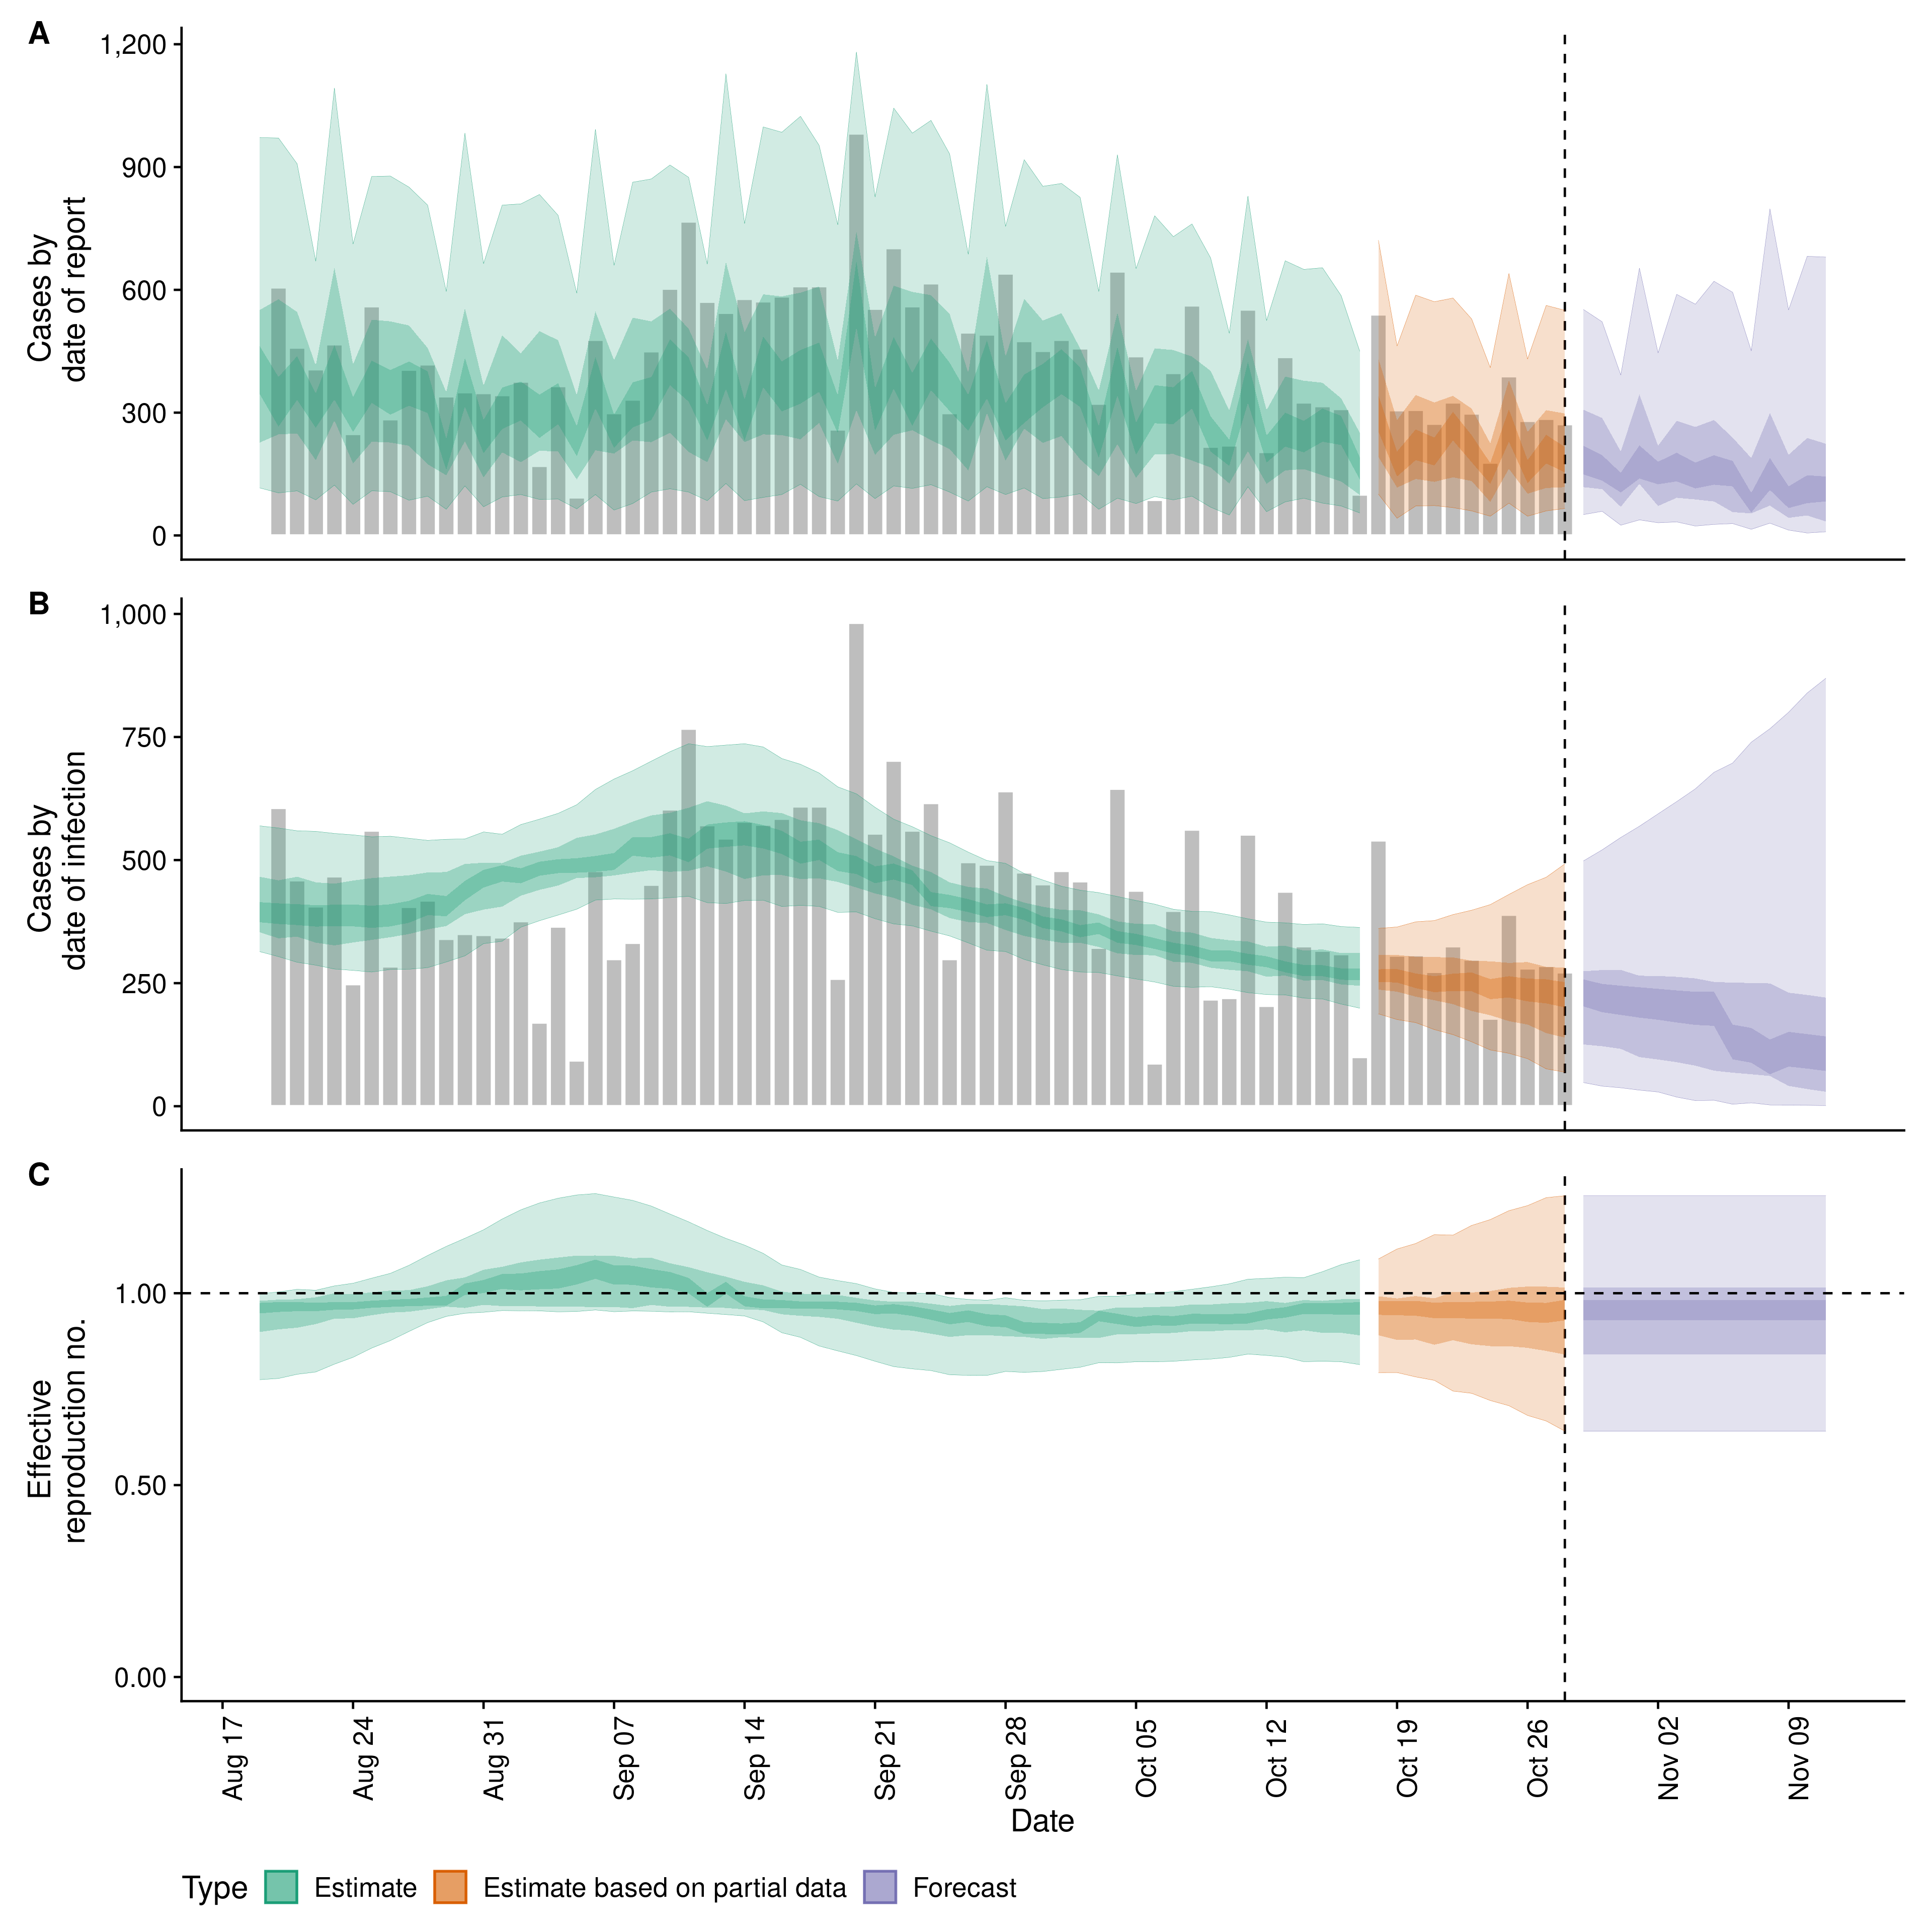 A
1,200
900
600
300
0
Cases by
date of report
B
1,000
750
500
250
0
Cases by
date of infection
C
1.00
0.50
0.00
Effective
reproduction no.
Aug 17
Aug 24
Aug 31
Sep 07
Sep 14
Sep 21
Sep 28
Oct 05
Oct 12
Oct 19
Oct 26
Nov 02
Nov 09
Date
Type Estimate Estimate based on partial data Forecast